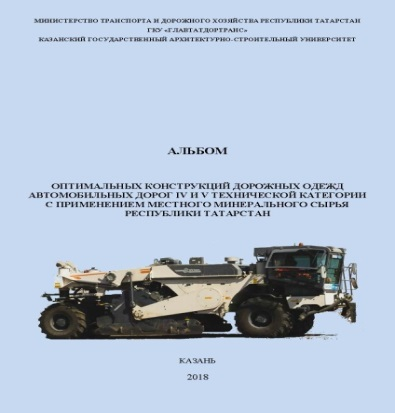 МИНИСТЕРСТВО ТРАНСПОРТА И ДОРОЖНОГО ХОЗЯЙСТВА РЕСПУБЛИКИ ТАТАРСТАН
ГКУ «ГЛАВТАТДОРТРАНС»
КАЗАНСКИЙ ГОСУДАРСТВЕННЫЙ АРХИТЕКТУРНО-СТРОИТЕЛЬНЫЙ УНИВЕРСИТЕТ
АЛЬБОМ
ОПТИМАЛЬНЫХ КОНСТРУКЦИЙ ДОРОЖНЫХ ОДЕЖД
АВТОМОБИЛЬНЫХ ДОРОГ IV И V ТЕХНИЧЕСКОЙ КАТЕГОРИИ
С ПРИМЕНЕНИЕМ МЕСТНОГО МИНЕРАЛЬНОГО СЫРЬЯ
РЕСПУБЛИКИ ТАТАРСТАН
КАЗАНЬ
2018